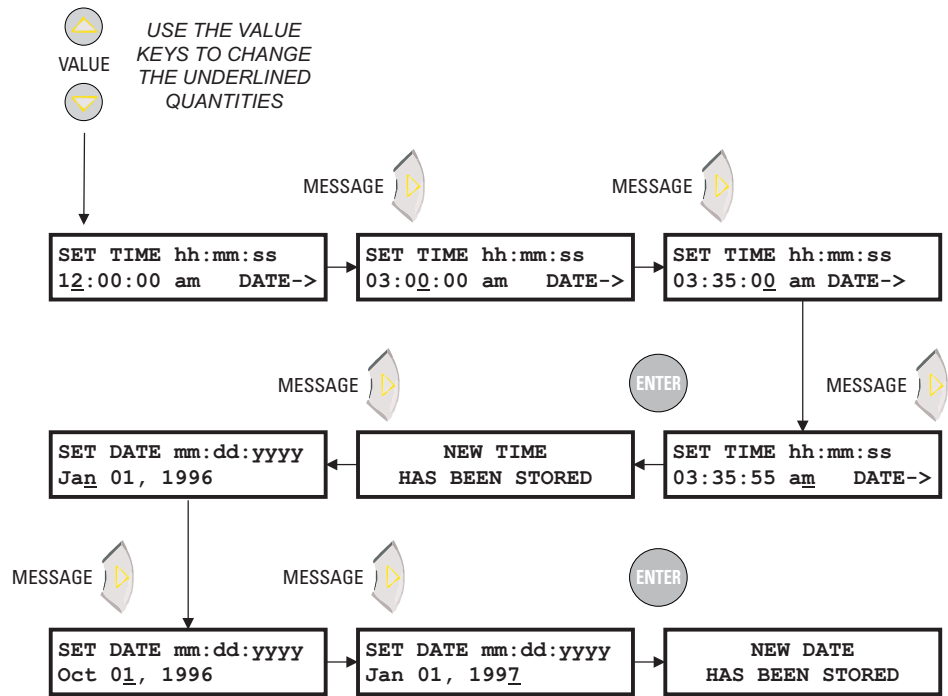 VALUE
USE THE VALUE
KEYS TO CHANGE
THE UNDERLINED
QUANTITIES
MESSAGE
MESSAGE
SET TIME hh:mm:ss
12:00:00 am DATE->
SET TIME hh:mm:ss
03:00:00 am DATE->
SET TIME hh:mm:ss
03:35:00 am DATE->
MESSAGE
ENTER
MESSAGE
SET DATE mm:dd:yyyy
Jan 01, 1996
NEW TIME
HAS BEEN STORED
SET TIME hh:mm:ss
03:35:55 am DATE->
MESSAGE
MESSAGE
ENTER
SET DATE mm:dd:yyyy
Oct 01, 1996
SET DATE mm:dd:yyyy
Jan 01, 1997
NEW DATE
HAS BEEN STORED